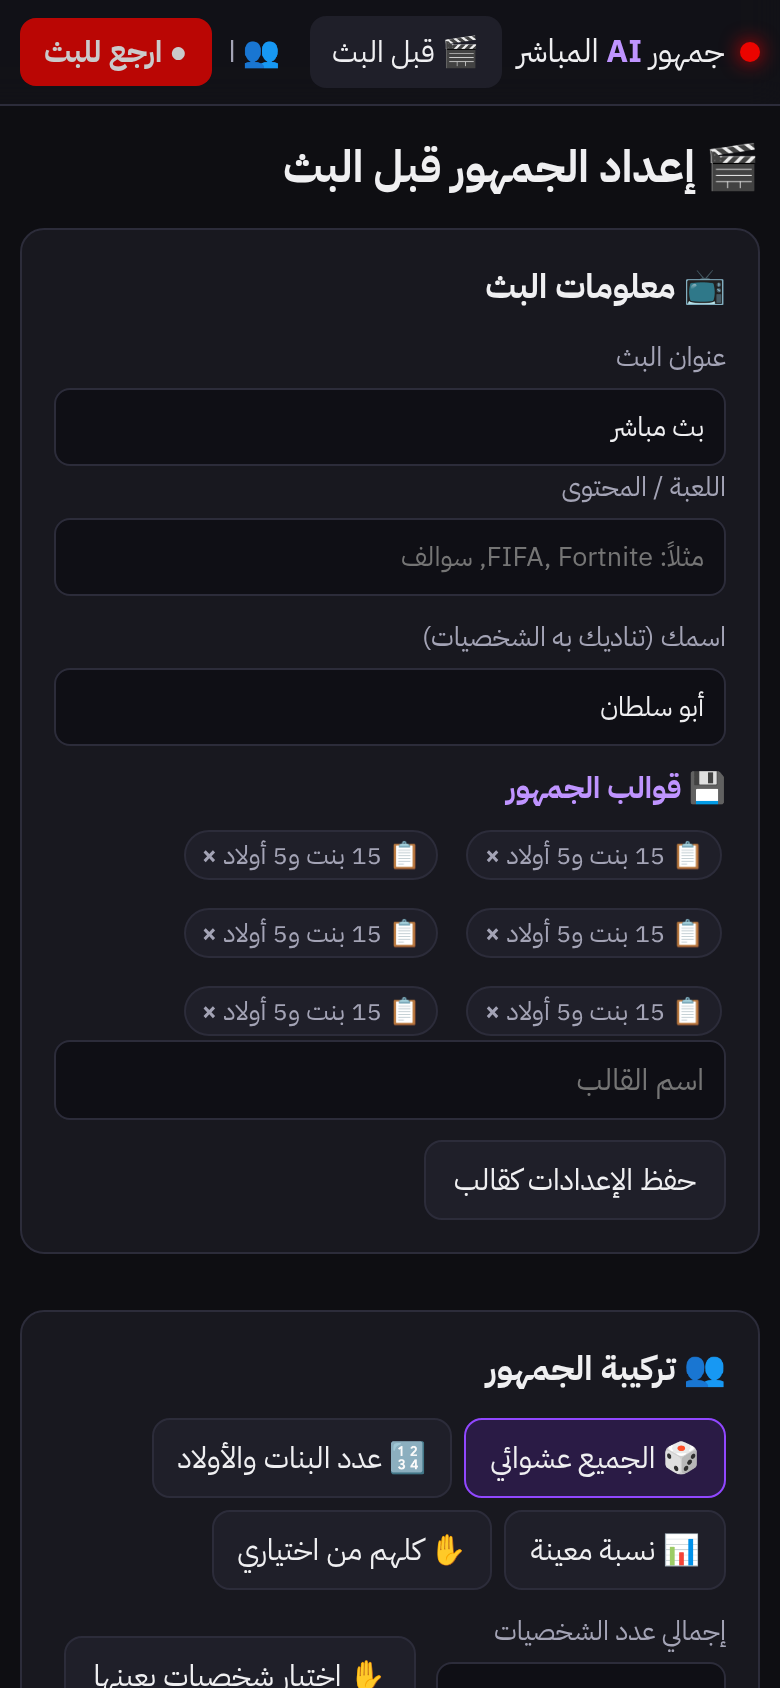 جمهور AI المباشر 🎬 قبل البث 👥 ا ● ارجع للبث
🎬 إعداد الجمهور قبل البث
📺 معلومات البث
عنوان البث
بث مباشر
اللعبة / المحتوى
مثلاً: FIFA, Fortnite, سوالف
اسمك (تناديك به الشخصيات)
أبو سلطان
💾 قوالب الجمهور
📋 15 بنت و5 أولاد × 📋 15 بنت و5 أولاد ×
📋 15 بنت و5 أولاد × 📋 15 بنت و5 أولاد ×
📋 15 بنت و5 أولاد × 📋 15 بنت و5 أولاد ×
اسم القالب
حفظ الإعدادات كقالب
👥 تركيبة الجمهور
🎲 الجميع عشوائي 🔢 عدد البنات والأولاد
📊 نسبة معينة ✋ كلهم من اختياري
إجمالي عدد الشخصيات
✋ اختيار شخصيات بعينها